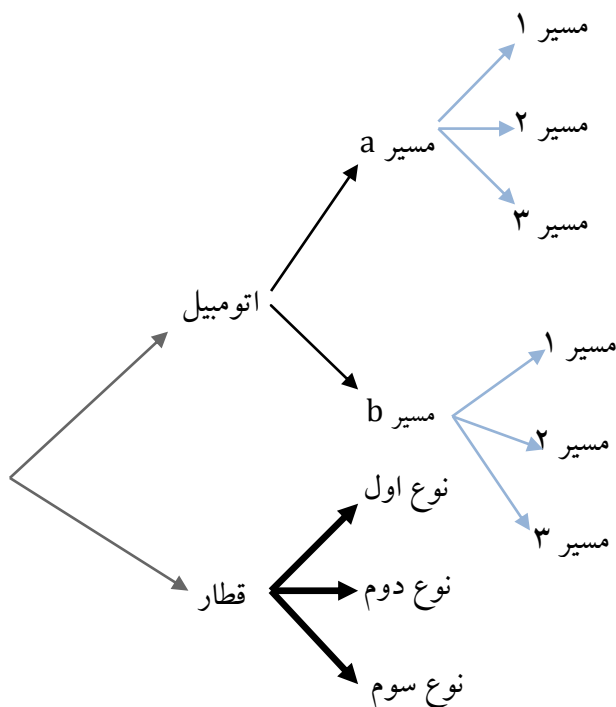 مسیر ۱
مسیر ۲
مسیر a
مسیر ۳
اتومبیل
مسیر ۱
مسیر b
مسیر ۲
نوع اول
مسیر ۳
نوع دوم
قطار
نوع سوم